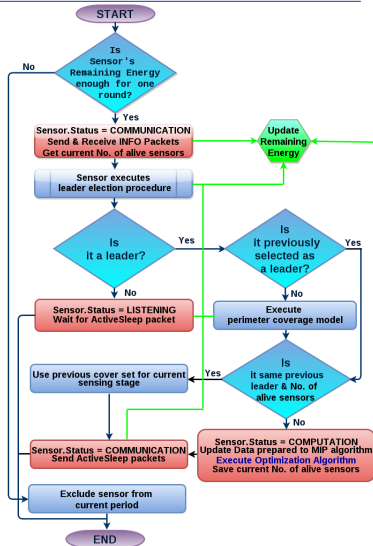 START
Is
Sensor's
Remaining Energy
enough for one
round?
No
Yes
Sensor.Status = COMMUNICATION
Send & Receive INFO Packets
Get current No. of alive sensors
Update
Remaining
Energy
Sensor executes
leader election procedure
Is
it a leader?
Yes
Is
it previously
selected as
a leader?
Yes
No
No
Sensor.Status = LISTENING
Wait for ActiveSleep packet
Execute
perimeter coverage model
Is
it same previous
leader & No. of
alive sensors
Yes
Use previous cover set for current
sensing stage
No
Sensor.Status = COMMUNICATION
Send ActiveSleep packets
Sensor.Status = COMPUTATION
Update Data prepared to MIP algorithm
Execute Optimization Algorithm
Save current No. of alive sensors
Exclude sensor from
current period
END